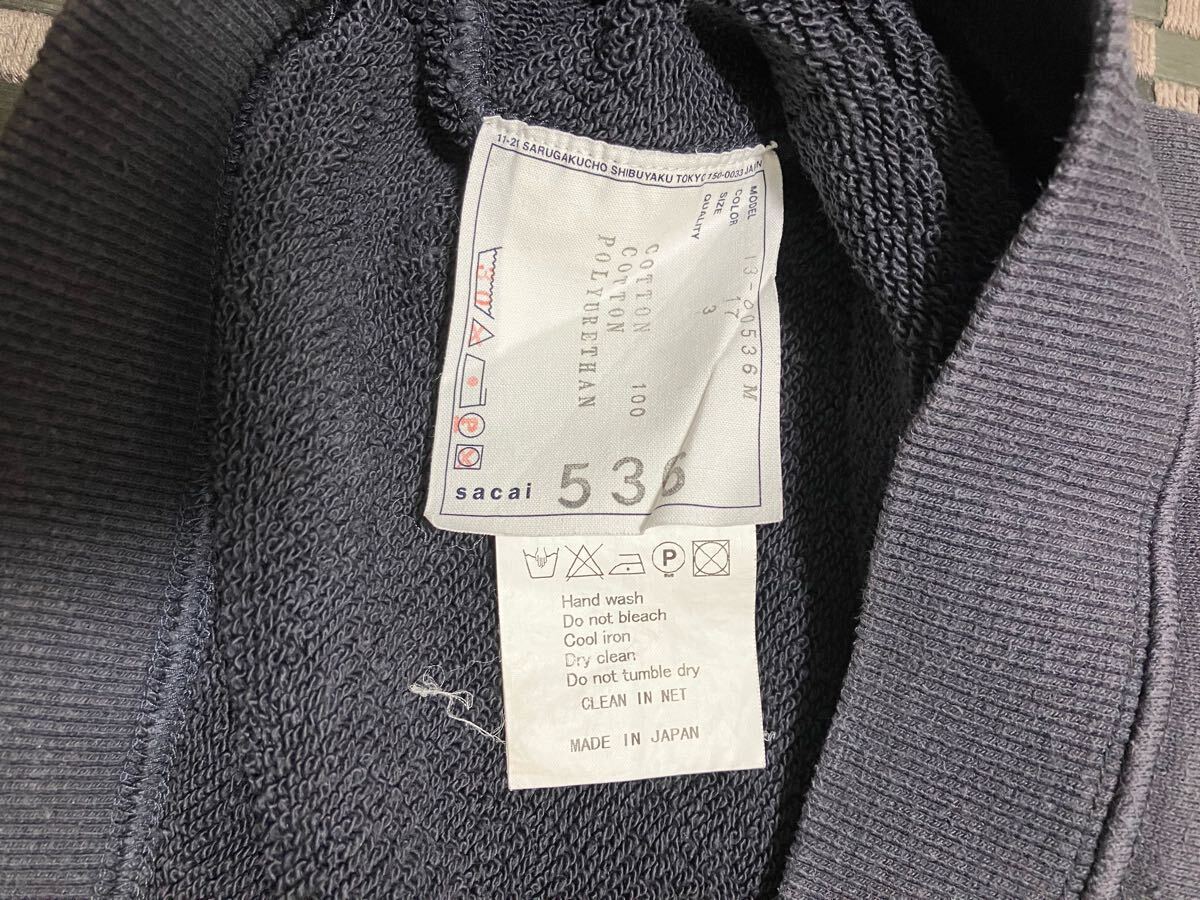 11-21 SARUGAKUCHO SHIBUYAKU TOKYO 150-0033 JAPN
MODEL 13-00536M
COLOR 17
SIZE 3
QUALITY
COTTON 100
COTTON
POLYURETHAN
30
P
sacai 536
P
Hand wash
Do not bleach
Cool iron
Dry clean
Do not tumble dry
CLEAN IN NET
MADE IN JAPAN